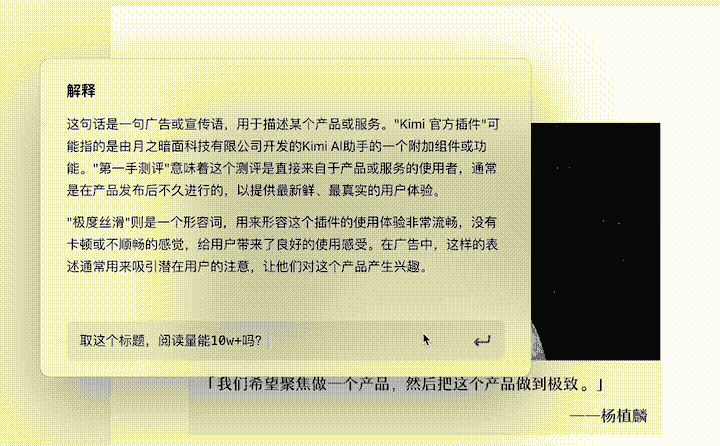 解释
这句话是一句广告或宣传语，用于描述某个产品或服务。"Kimi 官方插件"可
能指的是由月之暗面科技有限公司开发的Kimi AI助手的一个附加组件或功
能。"第一手测评"意味着这个测评是直接来自于产品或服务的使用者，通常
是在产品发布后不久进行的，以提供最新鲜、最真实的用户体验。
"极度丝滑"则是一个形容词，用来形容这个插件的使用体验非常流畅，没有
卡顿或不顺畅的感觉，给用户带来了良好的使用感受。在广告中，这样的表
述通常用来吸引潜在用户的注意，让他们对这个产品产生兴趣。
取这个标题，阅读量能10w+吗？
「我们希望聚焦做一个产品，然后把这个产品做到极致。」
——杨植麟